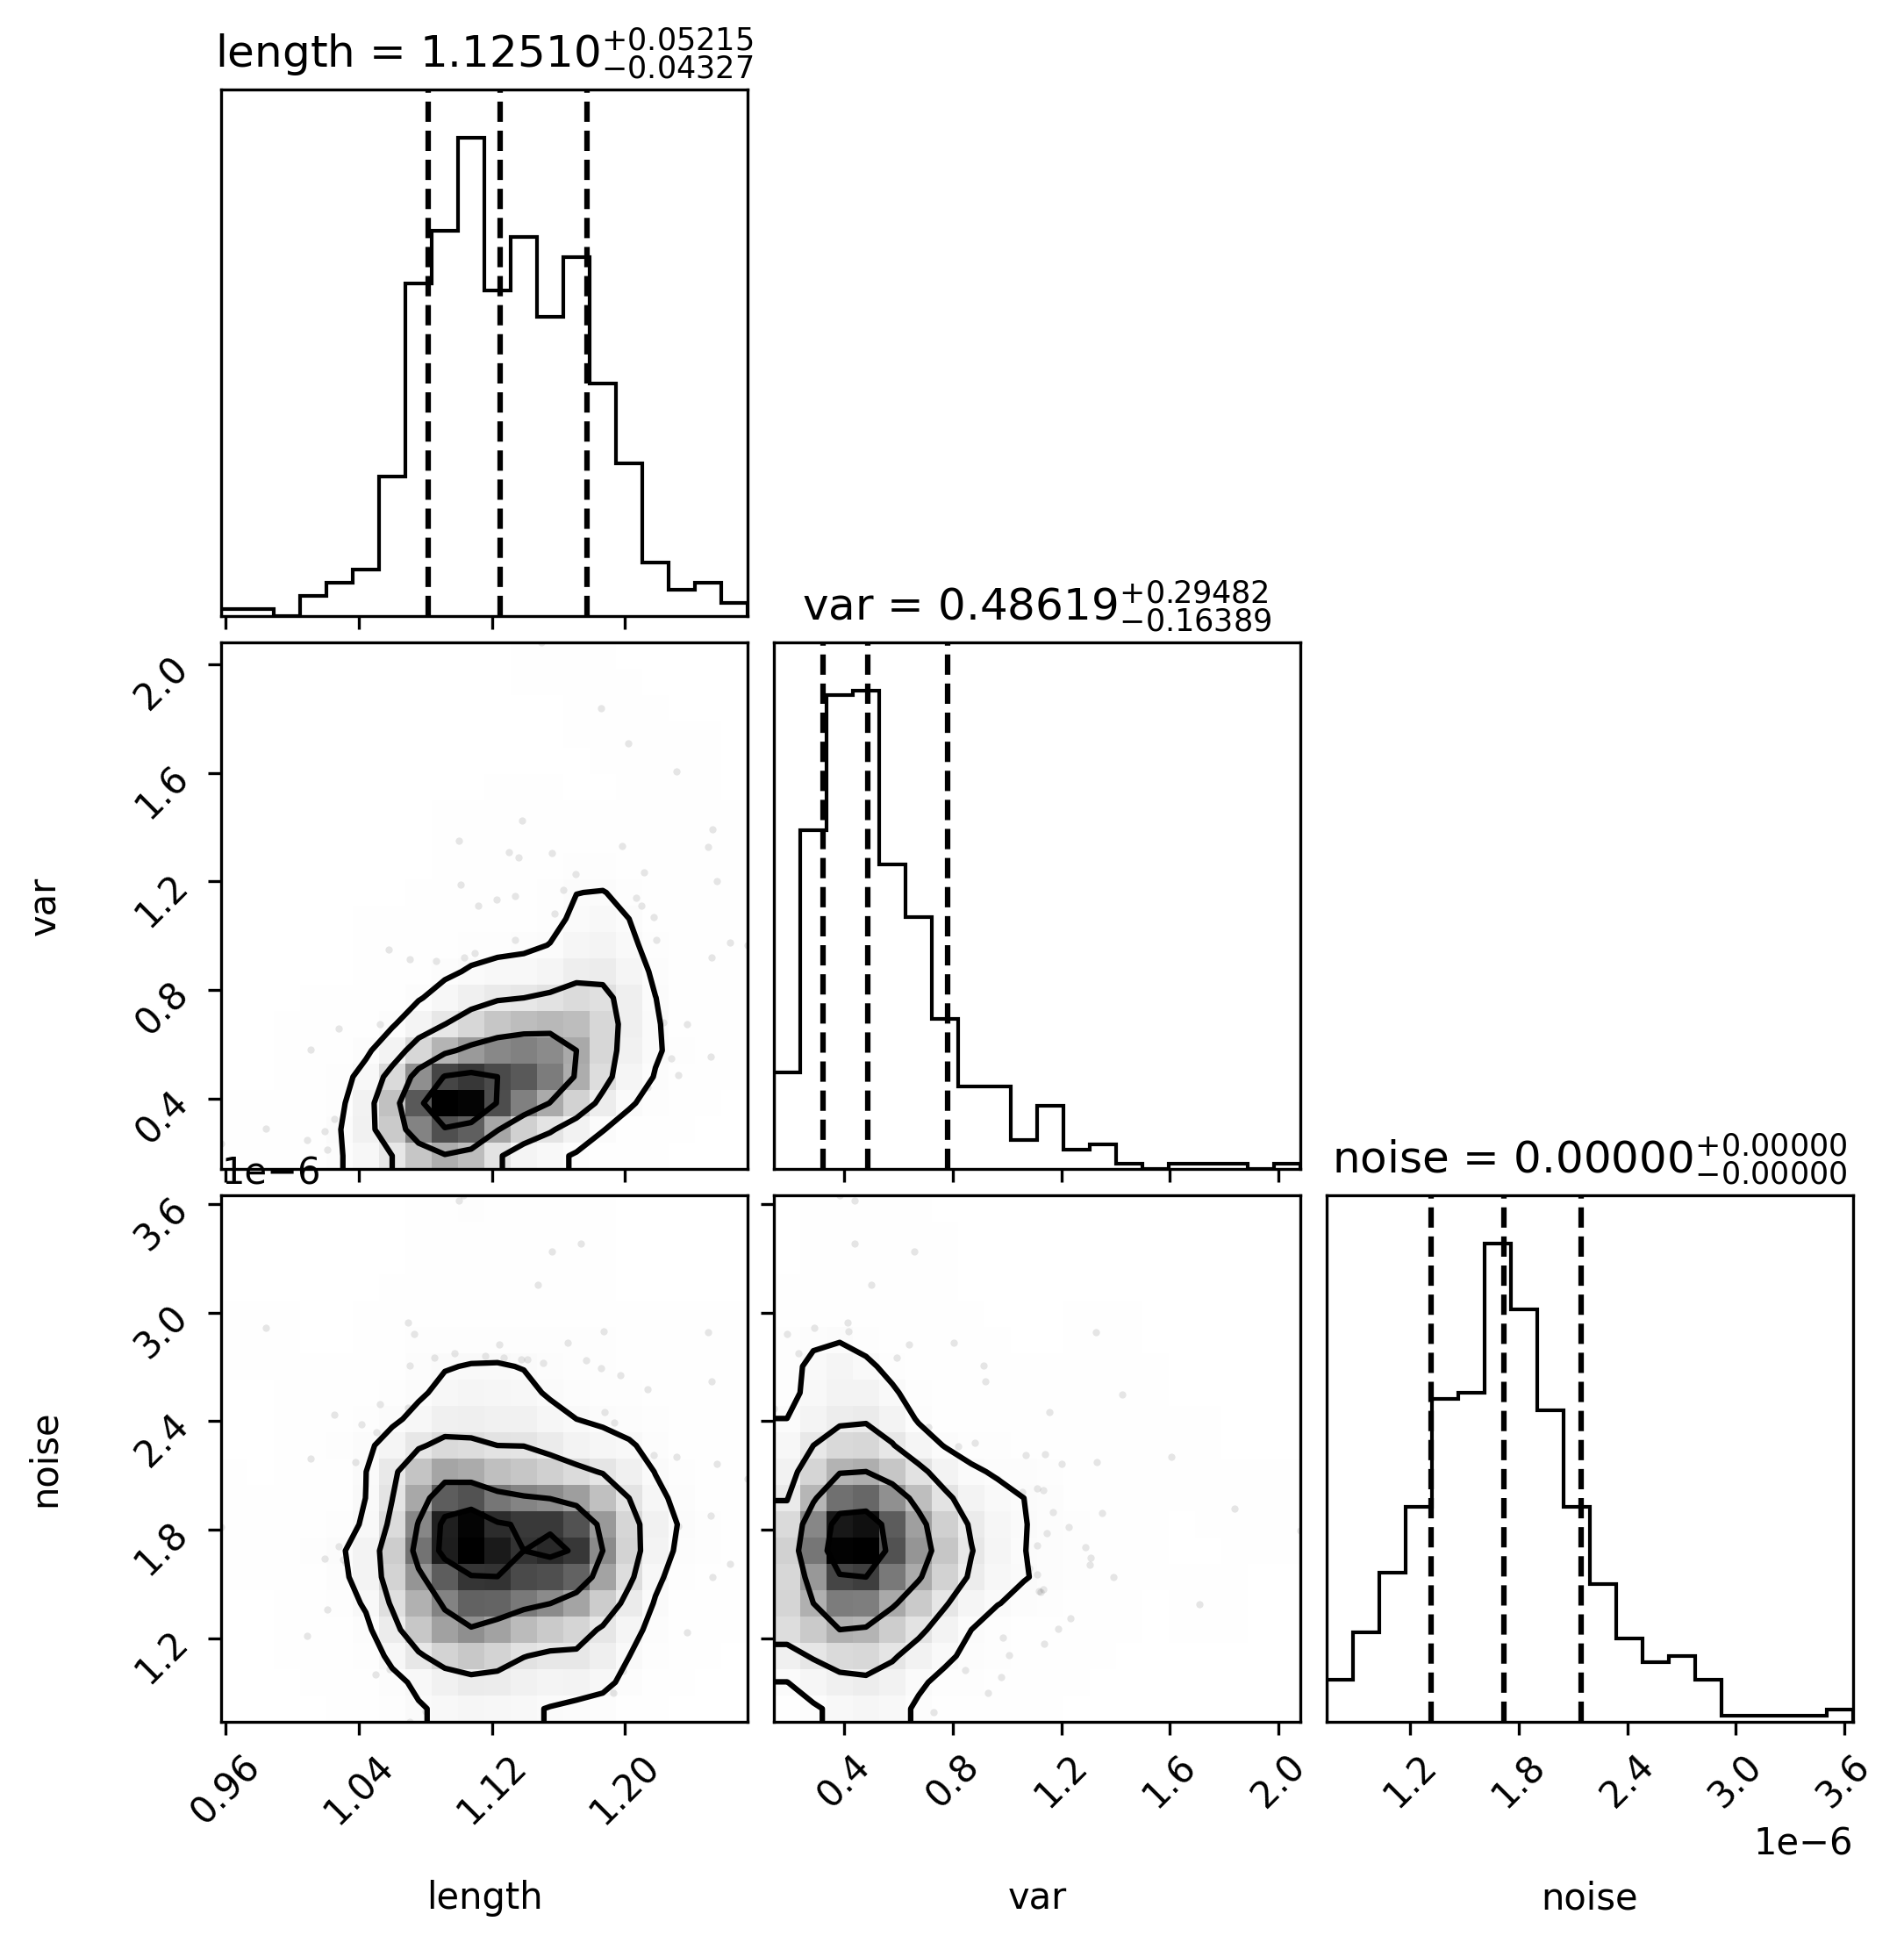 length = 1.12510 +0.05215 −0.04327
var = 0.48619 +0.29482 −0.16389
2.0
1.6
1.2
0.8
0.4
var
noise = 0.00000 +0.00000 −0.00000
1e−6
3.6
3.0
2.4
1.8
1.2
noise
0.96 1.04 1.12 1.20 0.4 0.8 1.2 1.6 2.0 1.2 1.8 2.4 3.0 3.6
1e−6
length var noise